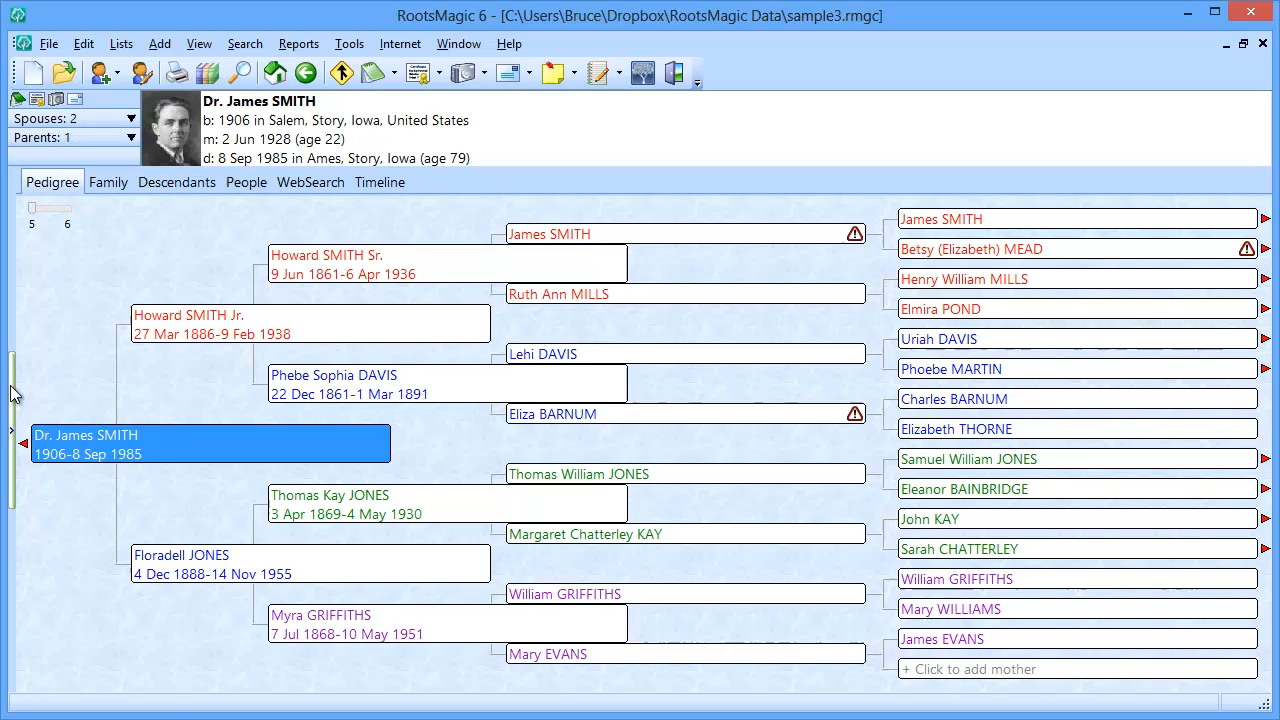 RootsMagic 6 - [C:\Users\Bruce\Dropbox\RootsMagic Data\sample3.rmgc]
File Edit Lists Add View Search Reports Tools Internet Window Help
Dr. James SMITH
b: 1906 in Salem, Story, Iowa, United States
Spouses: 2
m: 2 Jun 1928 (age 22)
Parents: 1
d: 8 Sep 1985 in Ames, Story, Iowa (age 79)
Pedigree Family Descendants People WebSearch Timeline
5 6
Dr. James SMITH
1906-8 Sep 1985
Howard SMITH Jr.
27 Mar 1886-9 Feb 1938
Floradell JONES
4 Dec 1888-14 Nov 1955
Howard SMITH Sr.
9 Jun 1861-6 Apr 1936
Phebe Sophia DAVIS
22 Dec 1861-1 Mar 1891
Thomas Kay JONES
3 Apr 1869-4 May 1930
Myra GRIFFITHS
7 Jul 1868-10 May 1951
James SMITH
Ruth Ann MILLS
Lehi DAVIS
Eliza BARNUM
Thomas William JONES
Margaret Chatterley KAY
William GRIFFITHS
Mary EVANS
James SMITH
Betsy (Elizabeth) MEAD
Henry William MILLS
Elmira POND
Uriah DAVIS
Phoebe MARTIN
Charles BARNUM
Elizabeth THORNE
Samuel William JONES
Eleanor BAINBRIDGE
John KAY
Sarah CHATTERLEY
William GRIFFITHS
Mary WILLIAMS
James EVANS
+ Click to add mother